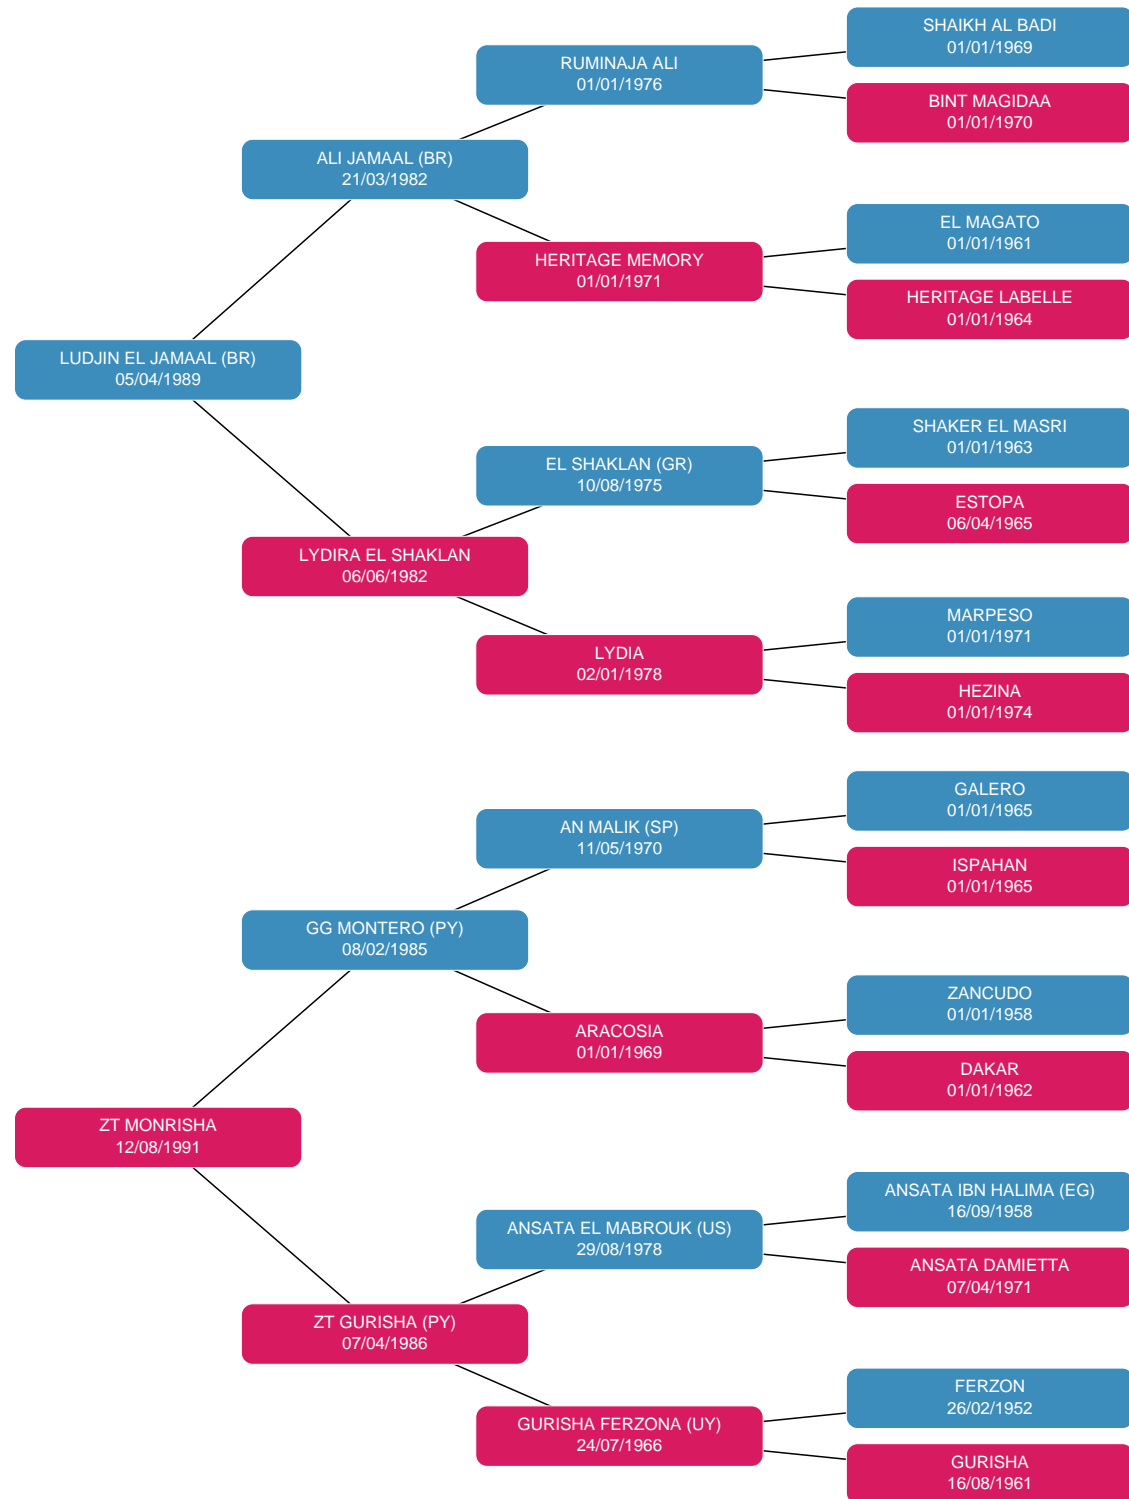 SHAIKH AL BADI
01/01/1969
RUMINAJA ALI
01/01/1976
BINT MAGIDAA
01/01/1970
ALI JAMAAL (BR)
21/03/1982
EL MAGATO
01/01/1961
HERITAGE MEMORY
01/01/1971
HERITAGE LABELLE
01/01/1964
LUDJIN EL JAMAAL (BR)
05/04/1989
SHAKER EL MASRI
01/01/1963
EL SHAKLAN (GR)
10/08/1975
ESTOPA
06/04/1965
LYDIRA EL SHAKLAN
06/06/1982
MARPESO
01/01/1971
LYDIA
02/01/1978
HEZINA
01/01/1974
GALERO
01/01/1965
AN MALIK (SP)
11/05/1970
ISPAHAN
01/01/1965
GG MONTERO (PY)
08/02/1985
ZANCUDO
01/01/1958
ARACOSIA
01/01/1969
DAKAR
01/01/1962
ZT MONRISHA
12/08/1991
ANSATA IBN HALIMA (EG)
16/09/1958
ANSATA EL MABROUK (US)
29/08/1978
ANSATA DAMIETTA
07/04/1971
ZT GURISHA (PY)
07/04/1986
FERZON
26/02/1952
GURISHA FERZONA (UY)
24/07/1966
GURISHA
16/08/1961